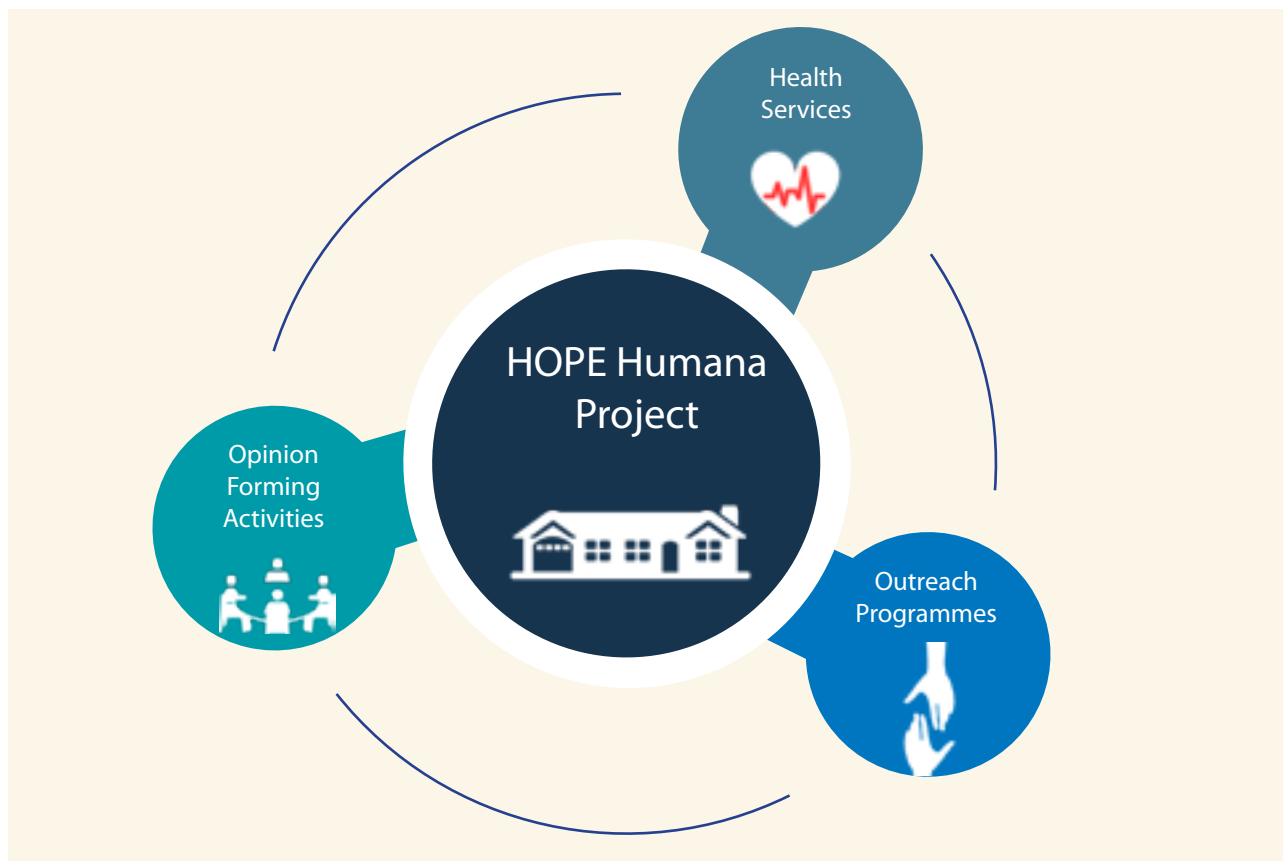 Health
Services
HOPE Humana
Project
Opinion
Forming
Activities
Outreach
Programmes